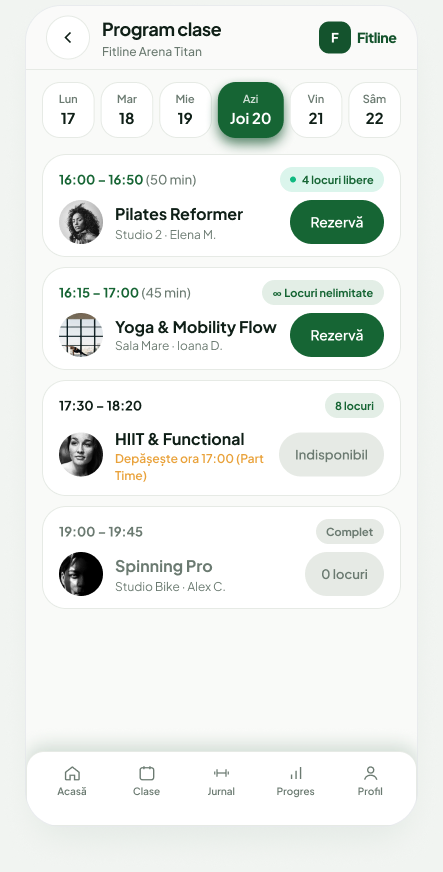 Program clase
Fitline Arena Titan
F Fitline
Lun Mar Mie Azi Vin Sâm
17 18 19 Joi 20 21 22
16:00 – 16:50 (50 min) 4 locuri libere
Pilates Reformer
Studio 2 · Elena M.
Rezervă
16:15 – 17:00 (45 min) ∞ Locuri nelimitate
Yoga & Mobility Flow
Sala Mare · Ioana D.
Rezervă
17:30 – 18:20 8 locuri
HIIT & Functional
Depășește ora 17:00 (Part
Time)
Indisponibil
19:00 – 19:45 Complet
Spinning Pro
Studio Bike · Alex C.
0 locuri
Acasă Clase Jurnal Progres Profil